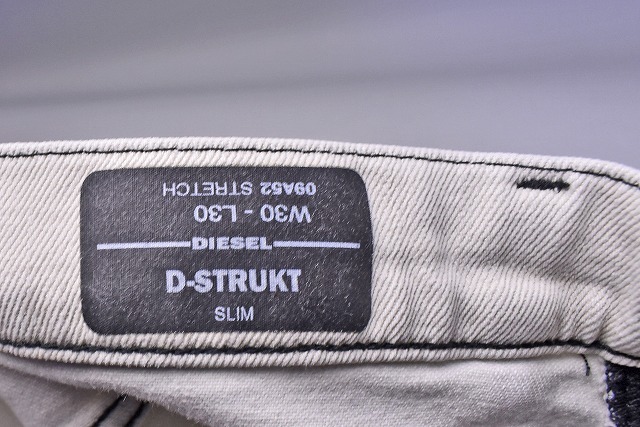 09A52 STRETCH
W30 - L30
DIESEL
D-STRUKT
SLIM